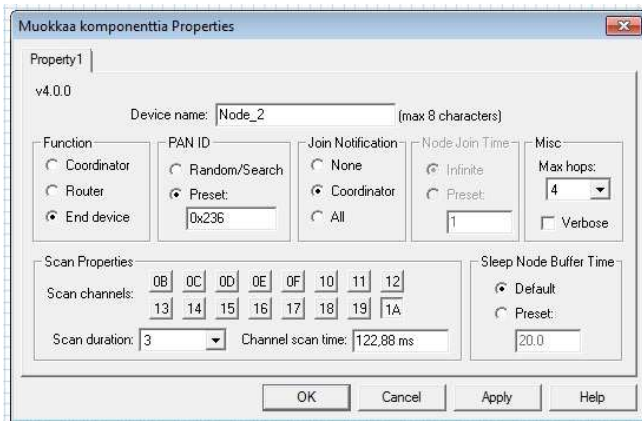 Muokkaa komponenttia Properties
Property1
v4.0.0
Device name: Node_2 (max 8 characters)
Function
Coordinator
Router
End device
PAN ID
Random/Search
Preset:
0x236
Join Notification
None
Coordinator
All
Node Join Time
Infinite
Preset:
1
Misc
Max hops:
4
Verbose
Scan Properties
Scan channels:
0B 0C 0D 0E 0F 10 11 12
13 14 15 16 17 18 19 1A
Scan duration: 3 Channel scan time: 122,88 ms
Sleep Node Buffer Time
Default
Preset:
20.0
OK Cancel Apply Help